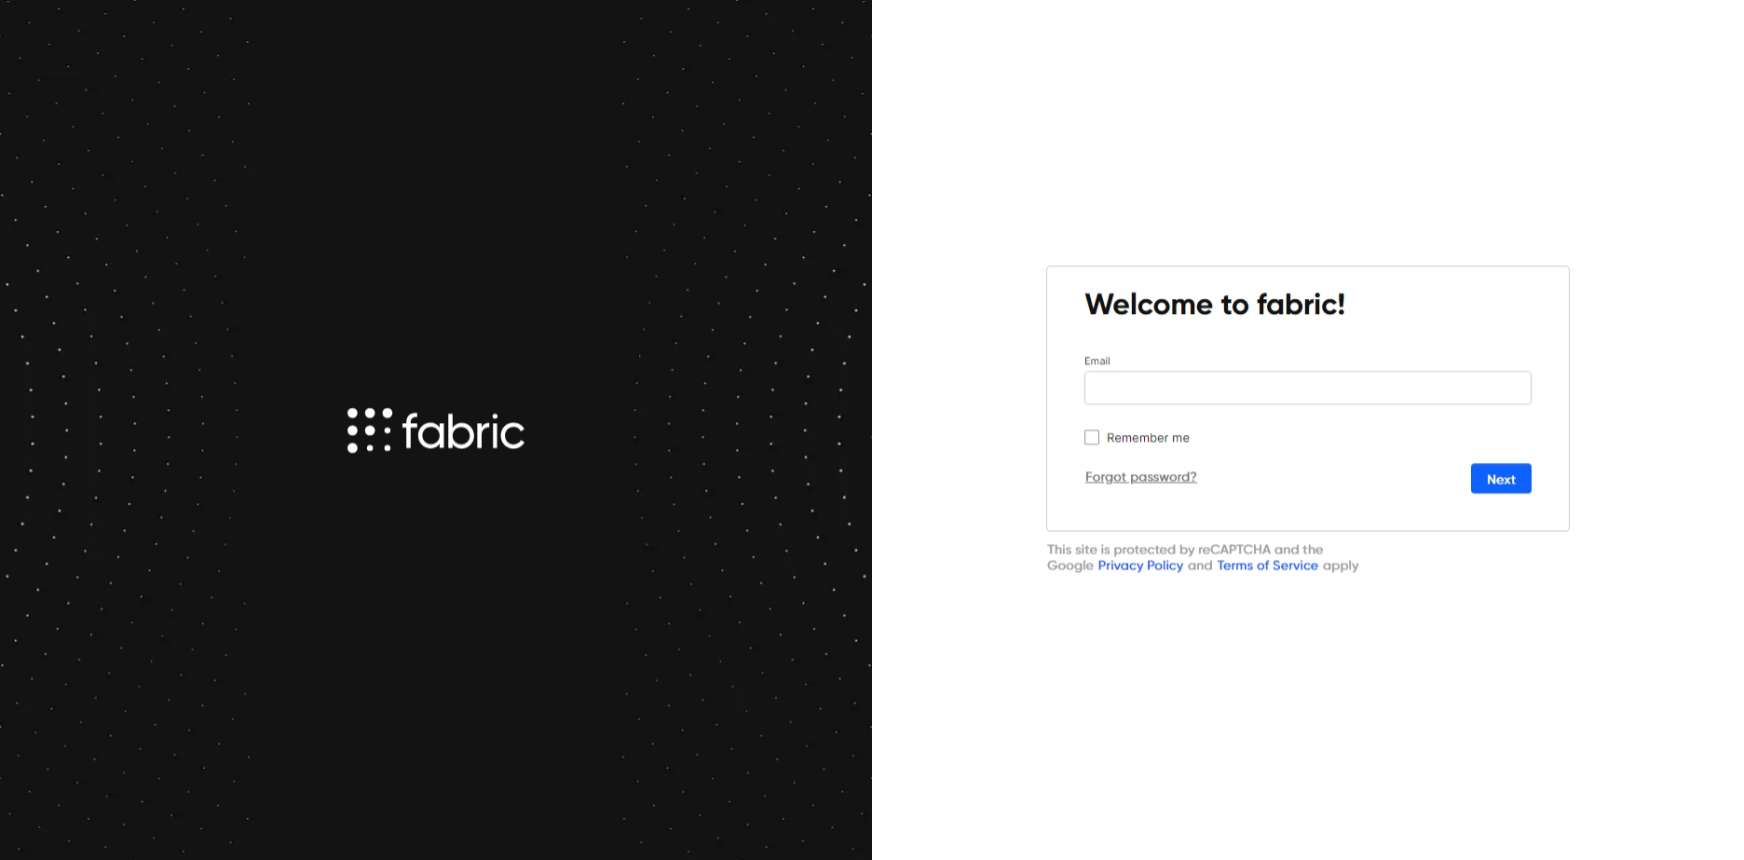 fabric
Welcome to fabric!
Email
Remember me
Forgot password?
Next
This site is protected by reCAPTCHA and the
Google Privacy Policy and Terms of Service apply